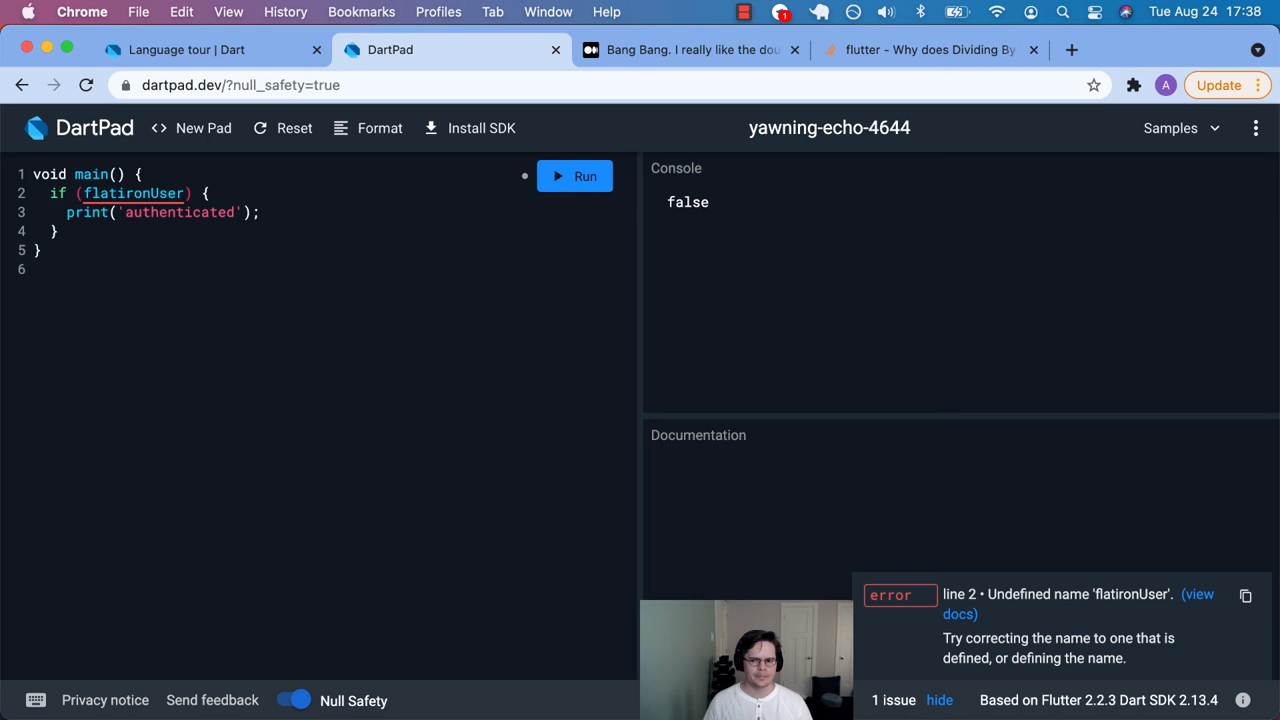 Chrome File Edit View History Bookmarks Profiles Tab Window Help 1 Tue Aug 24 17:38
Language tour | Dart DartPad Bang Bang. I really like the dou flutter - Why does Dividing By
dartpad.dev/?null_safety=true A Update
DartPad New Pad Reset Format Install SDK yawning-echo-4644 Samples
1 void main() {
2 if (flatironUser) {
3 print('authenticated');
4 }
5 }
6
Run
Console
false
Documentation
error line 2 • Undefined name 'flatironUser'. (view
docs)
Try correcting the name to one that is
defined, or defining the name.
Privacy notice Send feedback Null Safety 1 issue hide Based on Flutter 2.2.3 Dart SDK 2.13.4